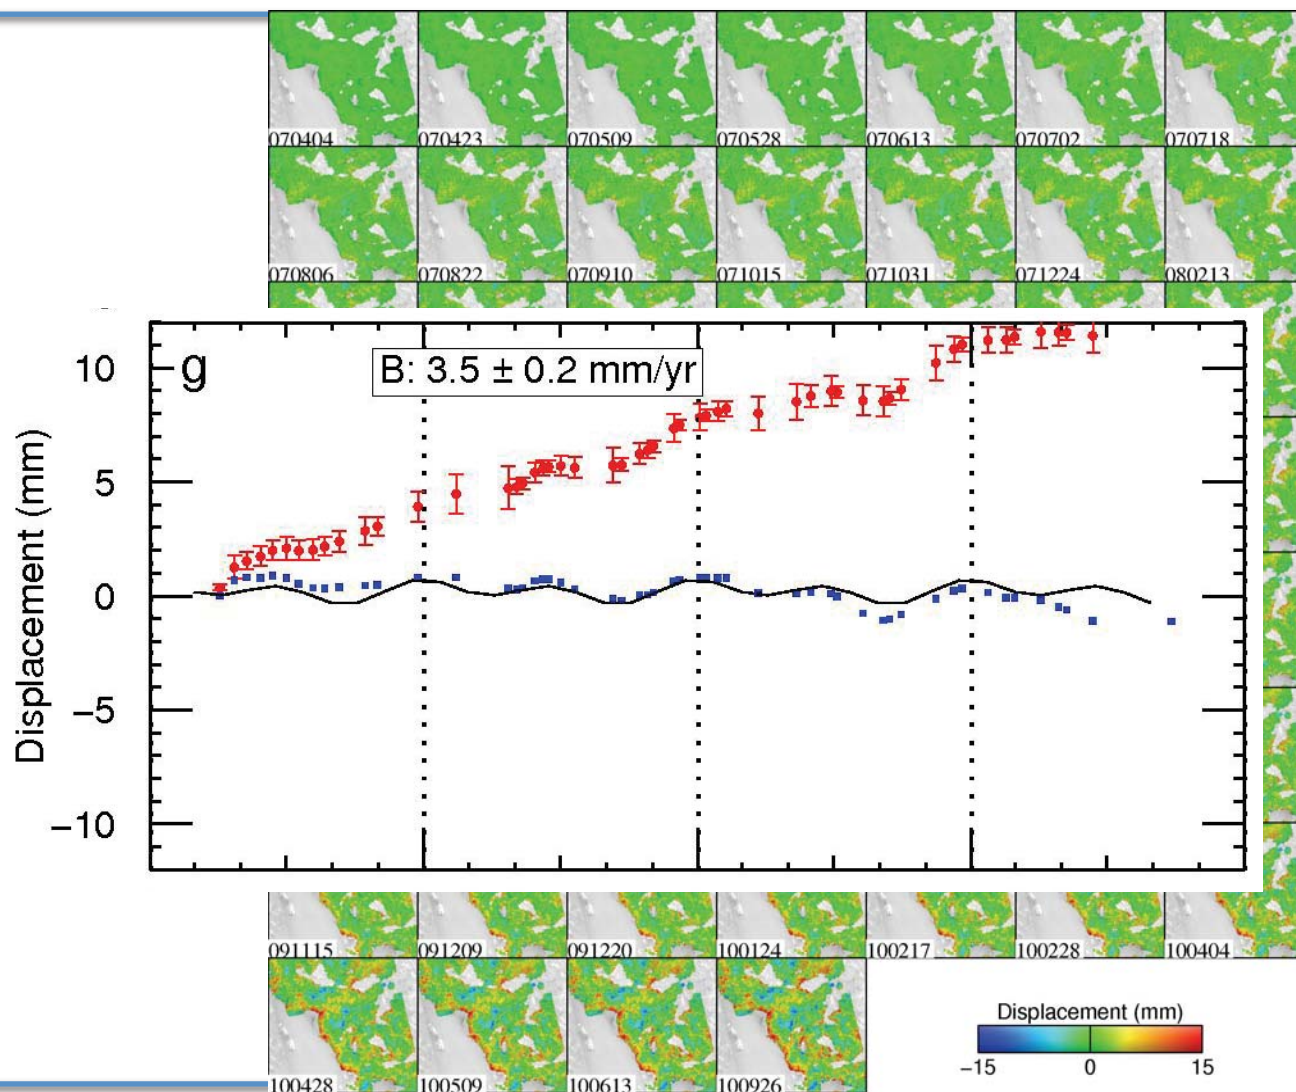 070404 070423 070509 070528 070613 070702 070718
070806 070822 070910 071015 071031 071224 080213
g
B: 3.5 ± 0.2 mm/yr
Displacement (mm)
10
5
0
−5
−10
091115 091209 091220 100124 100217 100228 100404
100428 100509 100613 100926
Displacement (mm)
−15 0 15